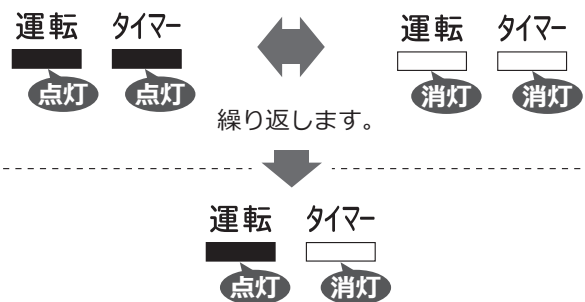 運転 タイマー 運転 タイマー
点灯 点灯 消灯 消灯
繰り返します。
運転 タイマー
点灯 消灯